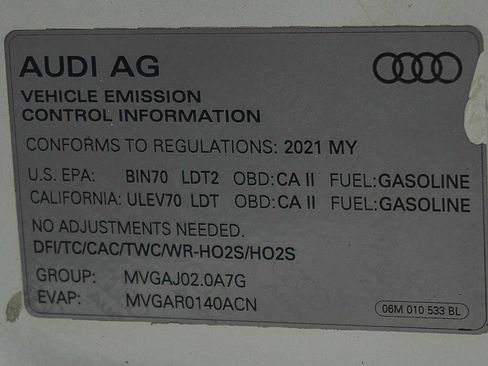 AUDI AG
VEHICLE EMISSION
CONTROL INFORMATION
CONFORMS TO REGULATIONS: 2021 MY
U.S. EPA: BIN70 LDT2 OBD:CA II FUEL:GASOLINE
CALIFORNIA: ULEV70 LDT OBD:CA II FUEL:GASOLINE
NO ADJUSTMENTS NEEDED.
DFI/TC/CAC/TWC/WR-HO2S/HO2S
GROUP: MVGAJ02.0A7G
EVAP: MVGAR0140ACN
06M 010 533 BL